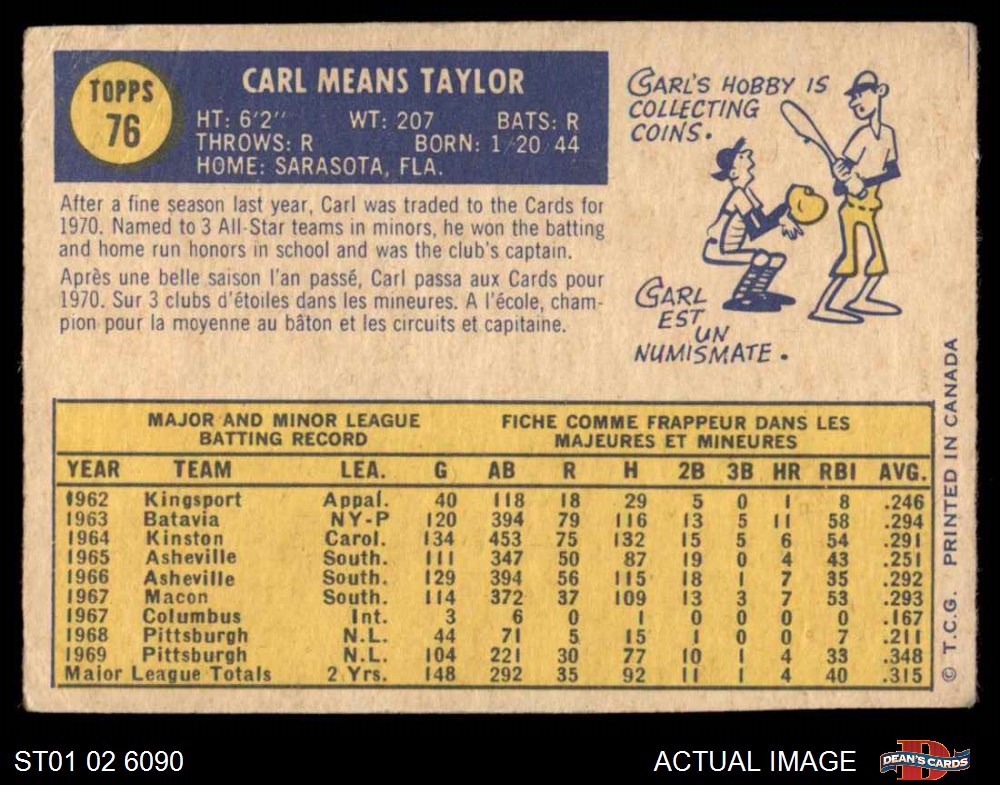 TOPPS
76
CARL MEANS TAYLOR
HT: 6'2" WT: 207 BATS: R
THROWS: R BORN: 1/20/44
HOME: SARASOTA, FLA.
After a fine season last year, Carl was traded to the Cards for
1970. Named to 3 All-Star teams in minors, he won the batting
and home run honors in school and was the club's captain.
Après une belle saison l'an passé, Carl passa aux Cards pour
1970. Sur 3 clubs d'étoiles dans les mineures. A l'école, cham-
pion pour la moyenne au bâton et les circuits et capitaine.
CARL'S HOBBY IS
COLLECTING
COINS.
CARL
EST
UN
NUMISMATE.
MAJOR AND MINOR LEAGUE
BATTING RECORD
FICHE COMME FRAPPEUR DANS LES
MAJEURES ET MINEURES
YEAR TEAM LEA. G AB R H 2B 3B HR RBI AVG.
1962 Kingsport Appal. 40 118 18 29 5 0 1 8 .246
1963 Batavia NY-P 120 394 79 116 13 5 11 58 .294
1964 Kinston Carol. 134 453 75 132 15 5 6 54 .291
1965 Asheville South. 111 347 50 87 19 0 4 43 .251
1966 Asheville South. 129 394 56 115 18 1 7 35 .292
1967 Macon South. 114 372 37 109 13 3 7 53 .293
1967 Columbus Int. 3 6 0 1 0 0 0 0 .167
1968 Pittsburgh N.L. 44 71 5 15 1 0 0 7 .211
1969 Pittsburgh N.L. 104 221 30 77 10 1 4 33 .348
Major League Totals 2 Yrs. 148 292 35 92 11 1 4 40 .315
© T.C.G. PRINTED IN CANADA
ST01 02 6090
ACTUAL IMAGE
D
DEAN'S CARDS